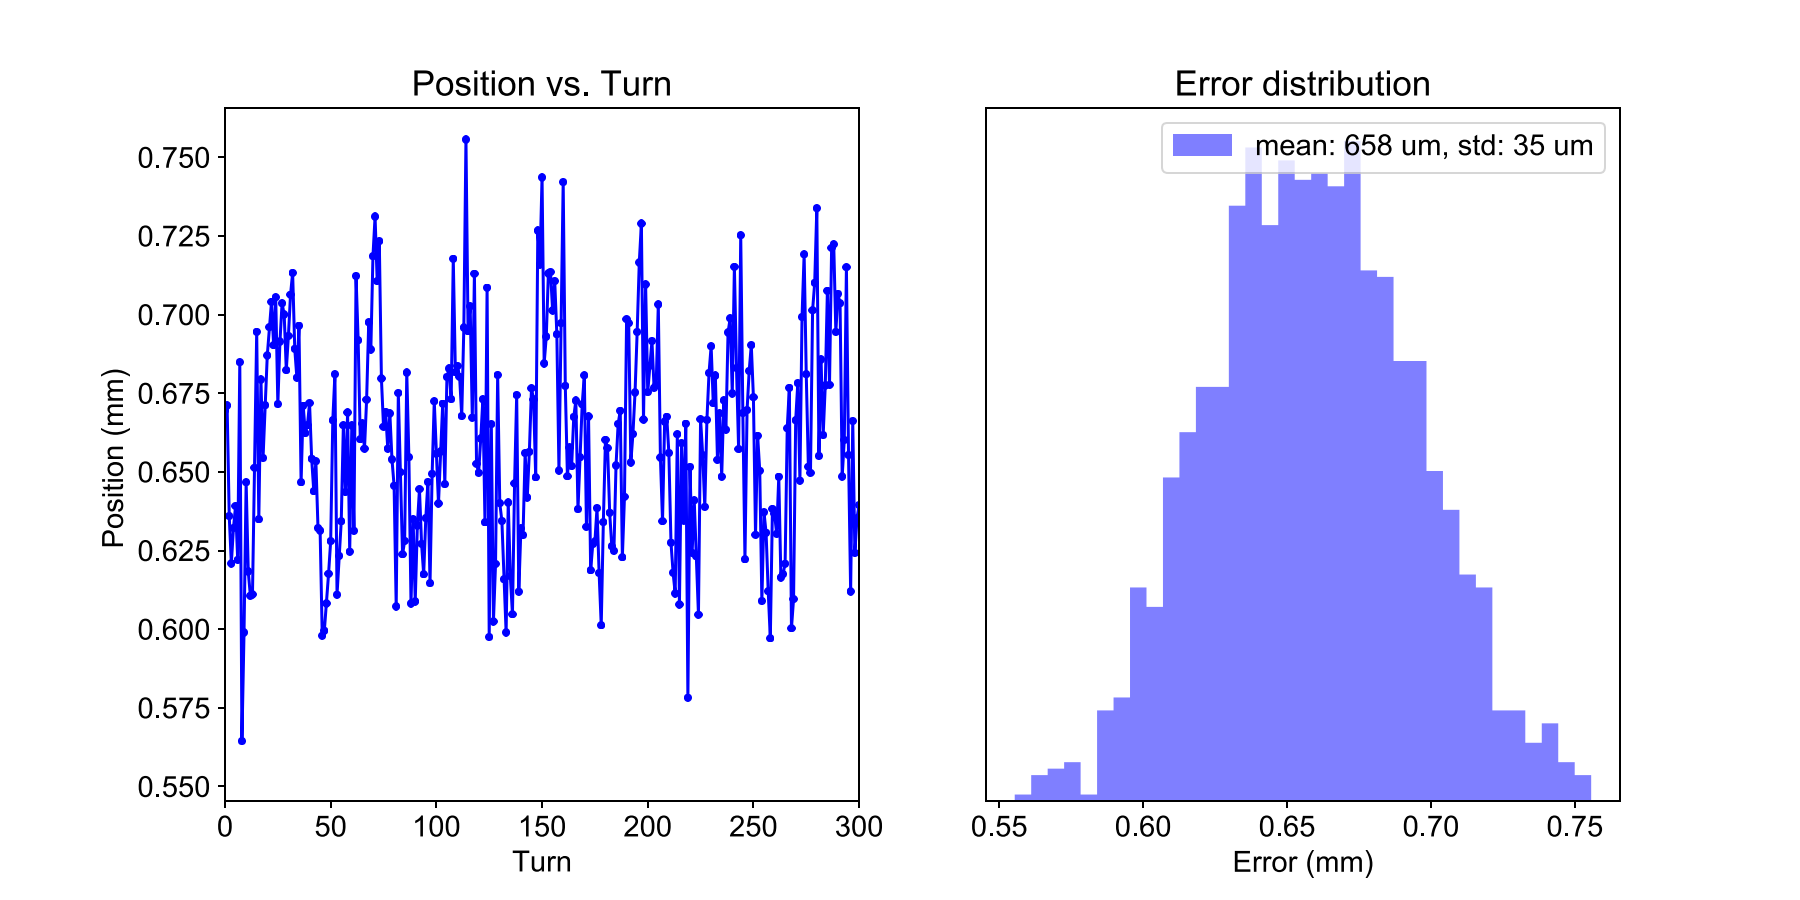 Position vs. Turn
Position (mm)
0.750
0.725
0.700
0.675
0.650
0.625
0.600
0.575
0.550
0 50 100 150 200 250 300
Turn
Error distribution
mean: 658 um, std: 35 um
0.55 0.60 0.65 0.70 0.75
Error (mm)